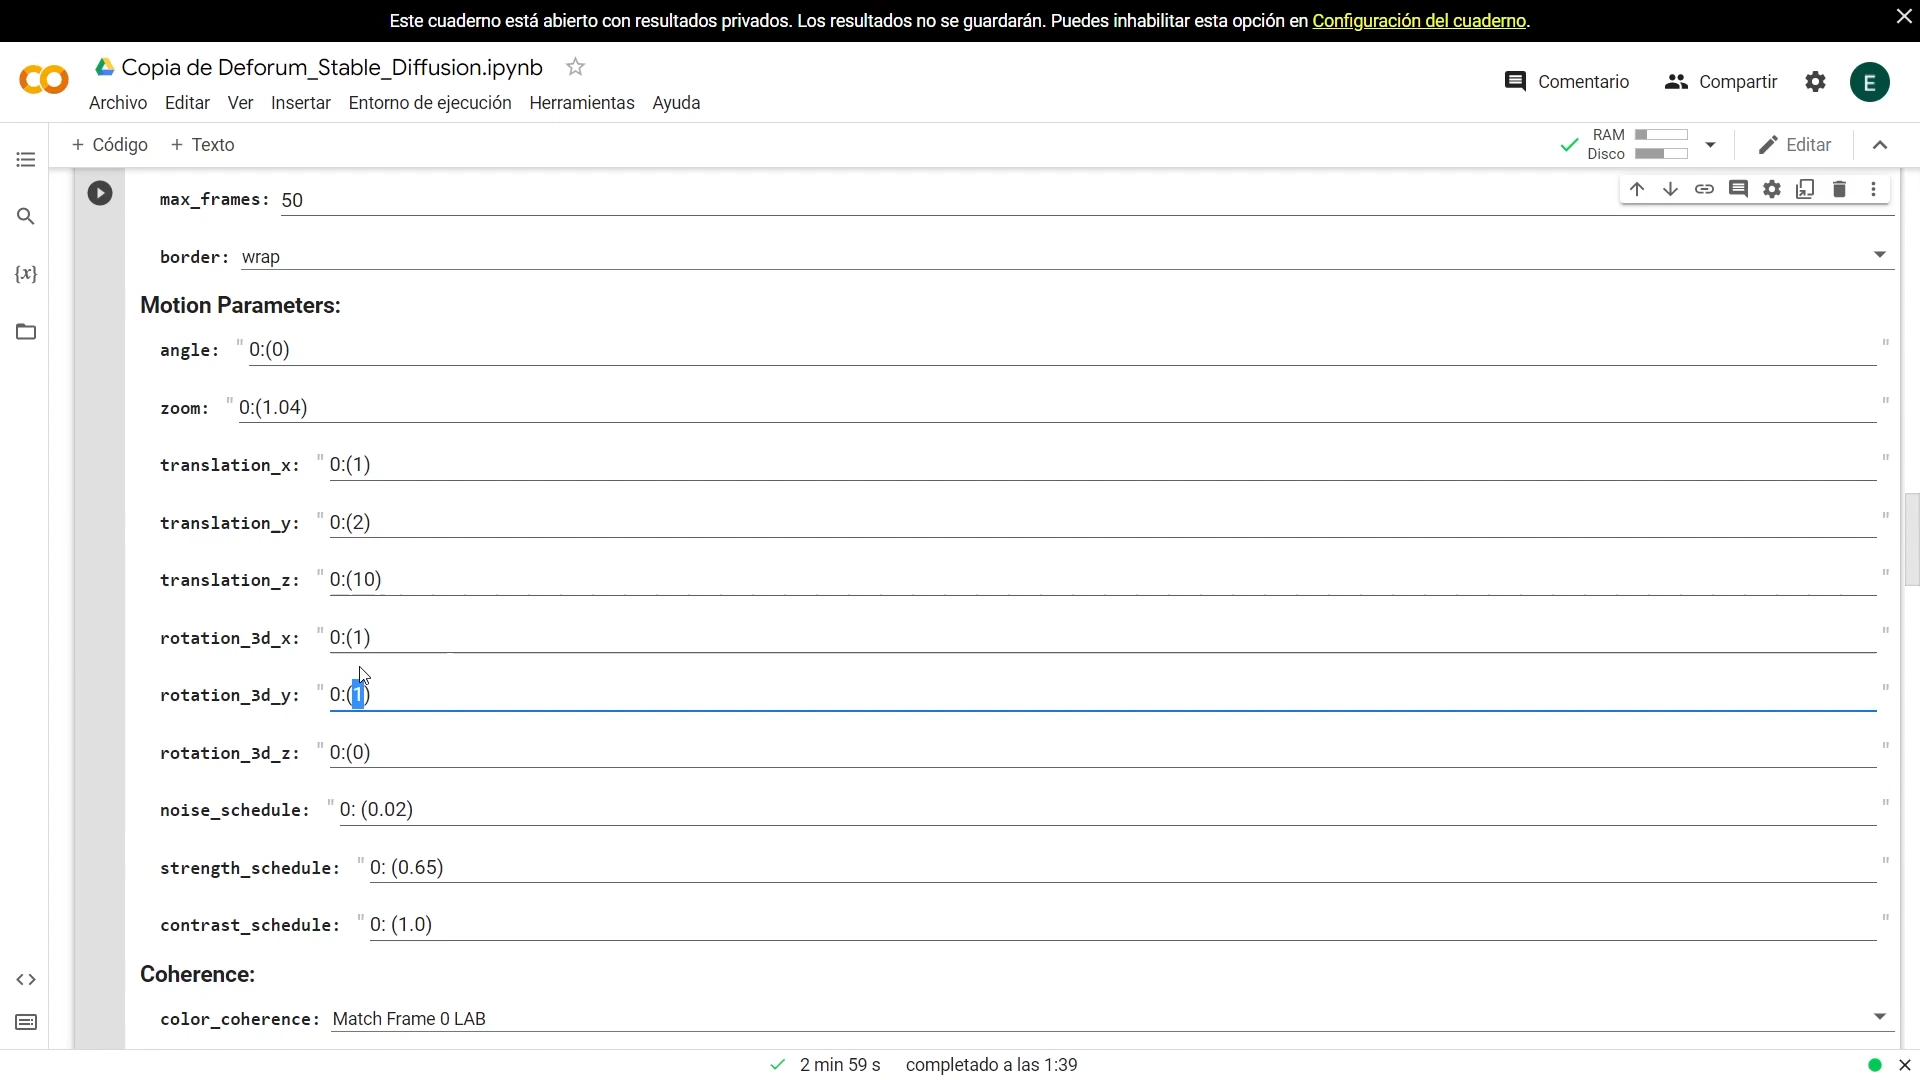 Este cuaderno está abierto con resultados privados. Los resultados no se guardarán. Puedes inhabilitar esta opción en Configuración del cuaderno.
Copia de Deforum_Stable_Diffusion.ipynb
Comentario
Compartir
E
Archivo Editar Ver Insertar Entorno de ejecución Herramientas Ayuda
+ Código + Texto
RAM
Disco
Editar
max_frames: 50
border: wrap
{x}
Motion Parameters:
angle: " 0:(0) "
zoom: " 0:(1.04) "
translation_x: " 0:(1) "
translation_y: " 0:(2) "
translation_z: " 0:(10) "
rotation_3d_x: " 0:(1) "
rotation_3d_y: " 0:(1) "
rotation_3d_z: " 0:(0) "
noise_schedule: " 0: (0.02) "
strength_schedule: " 0: (0.65) "
contrast_schedule: " 0: (1.0) "
Coherence:
color_coherence: Match Frame 0 LAB
2 min 59 s completado a las 1:39